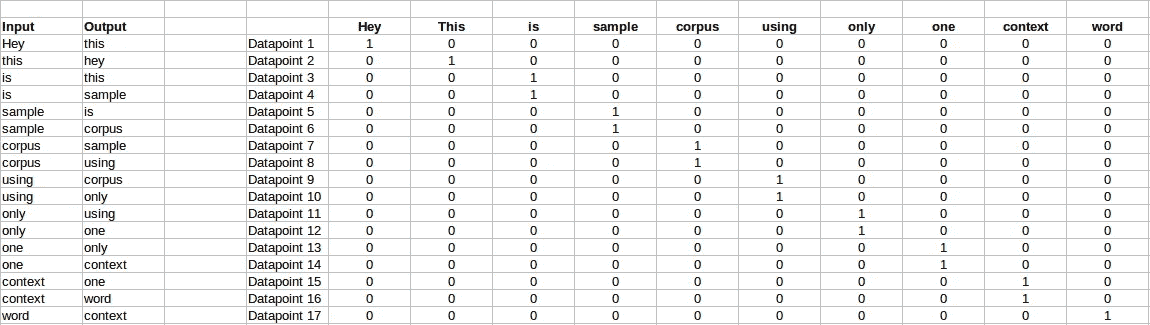 Input Output Hey This is sample corpus using only one context word
Hey this Datapoint 1 1 0 0 0 0 0 0 0 0 0
this hey Datapoint 2 0 1 0 0 0 0 0 0 0 0
is this Datapoint 3 0 0 1 0 0 0 0 0 0 0
is sample Datapoint 4 0 0 1 0 0 0 0 0 0 0
sample is Datapoint 5 0 0 0 1 0 0 0 0 0 0
sample corpus Datapoint 6 0 0 0 1 0 0 0 0 0 0
corpus sample Datapoint 7 0 0 0 0 1 0 0 0 0 0
corpus using Datapoint 8 0 0 0 0 1 0 0 0 0 0
using corpus Datapoint 9 0 0 0 0 0 1 0 0 0 0
using only Datapoint 10 0 0 0 0 0 1 0 0 0 0
only using Datapoint 11 0 0 0 0 0 0 1 0 0 0
only one Datapoint 12 0 0 0 0 0 0 1 0 0 0
one only Datapoint 13 0 0 0 0 0 0 0 1 0 0
one context Datapoint 14 0 0 0 0 0 0 0 1 0 0
context one Datapoint 15 0 0 0 0 0 0 0 0 1 0
context word Datapoint 16 0 0 0 0 0 0 0 0 1 0
word context Datapoint 17 0 0 0 0 0 0 0 0 0 1